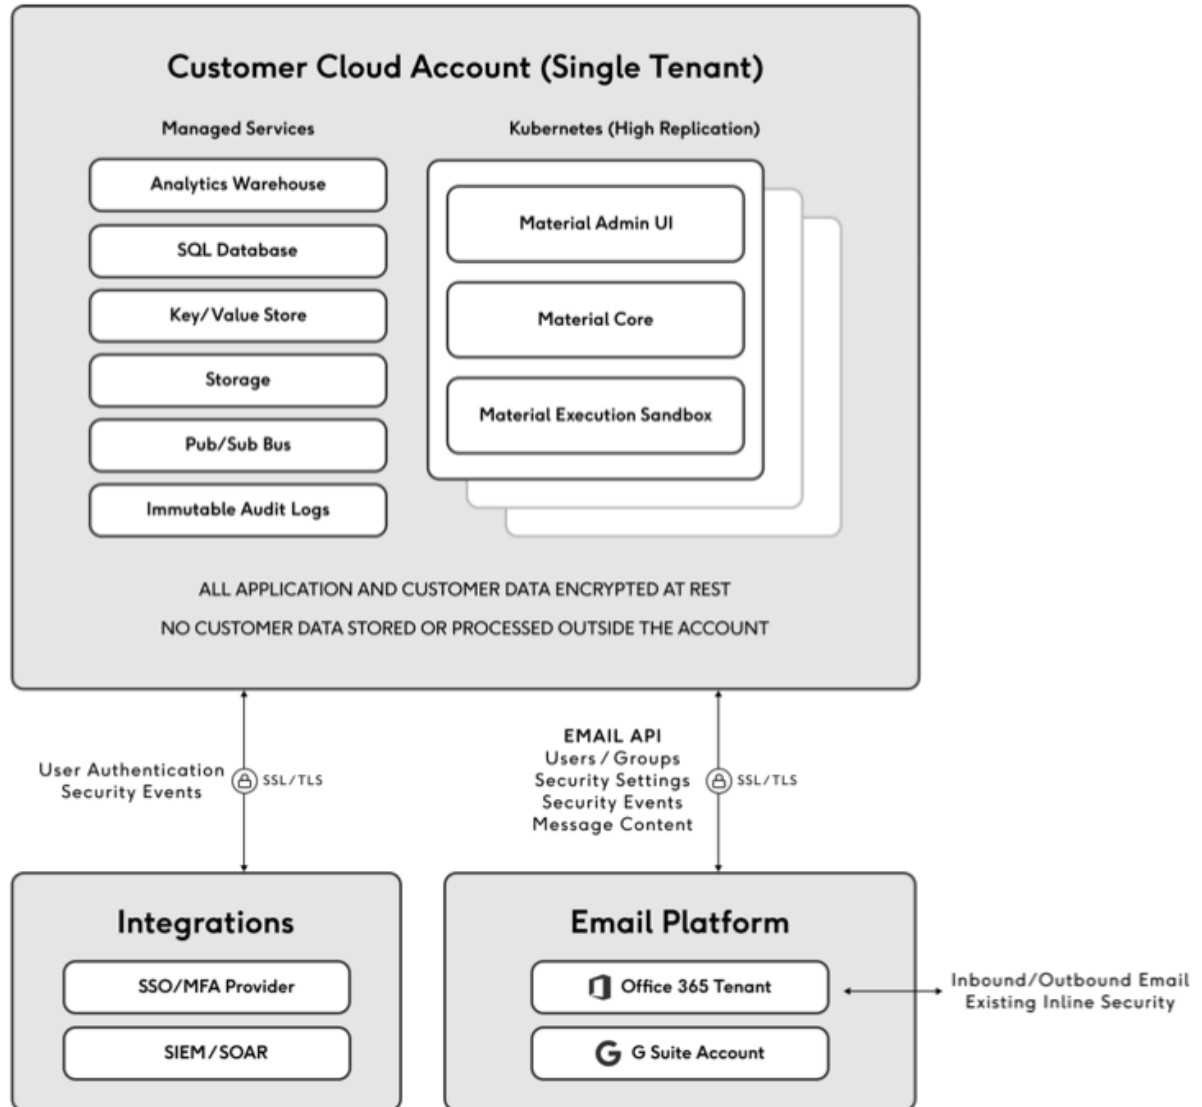 Customer Cloud Account (Single Tenant)
Managed Services
Analytics Warehouse
SQL Database
Key/Value Store
Storage
Pub/Sub Bus
Immutable Audit Logs
Kubernetes (High Replication)
Material Admin UI
Material Core
Material Execution Sandbox
ALL APPLICATION AND CUSTOMER DATA ENCRYPTED AT REST
NO CUSTOMER DATA STORED OR PROCESSED OUTSIDE THE ACCOUNT
User Authentication
Security Events
SSL/TLS
EMAIL API
Users / Groups
Security Settings
Security Events
Message Content
SSL/TLS
Integrations
SSO/MFA Provider
SIEM/SOAR
Email Platform
Office 365 Tenant
G Suite Account
Inbound/Outbound Email
Existing Inline Security